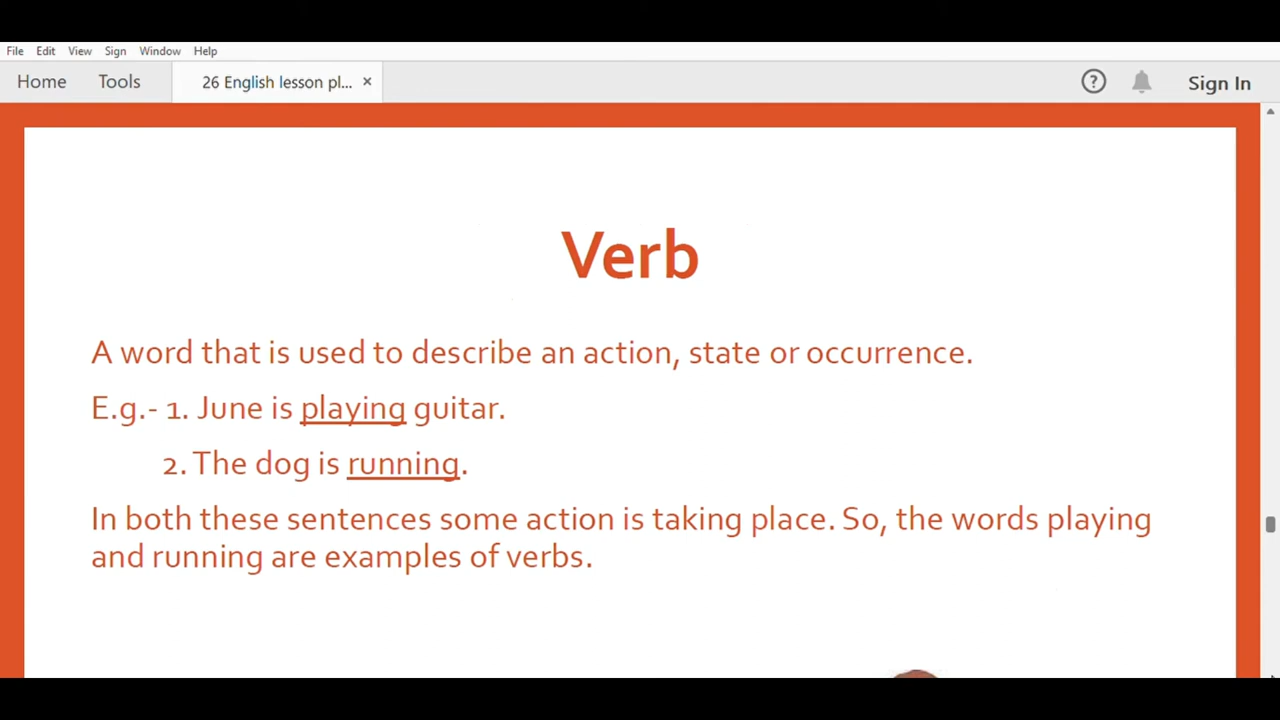 File Edit View Sign Window Help
Home Tools 26 English lesson pl... × ? Sign In
Verb
A word that is used to describe an action, state or occurrence.
E.g.- 1. June is playing guitar.
2. The dog is running.
In both these sentences some action is taking place. So, the words playing
and running are examples of verbs.